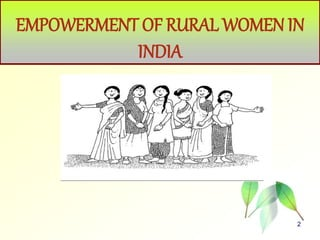 EMPOWERMENT OF RURAL WOMEN IN
INDIA
2